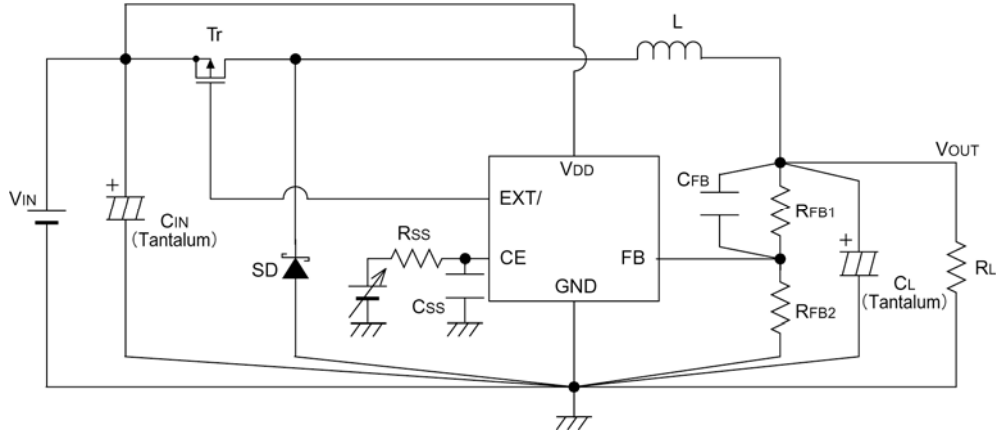 Tr
L
VIN
+
CIN
(Tantalum)
SD
VDD
EXT/
RSS
CE
CSS
GND
FB
CFB
RFB1
RFB2
VOUT
+
CL
(Tantalum)
RL